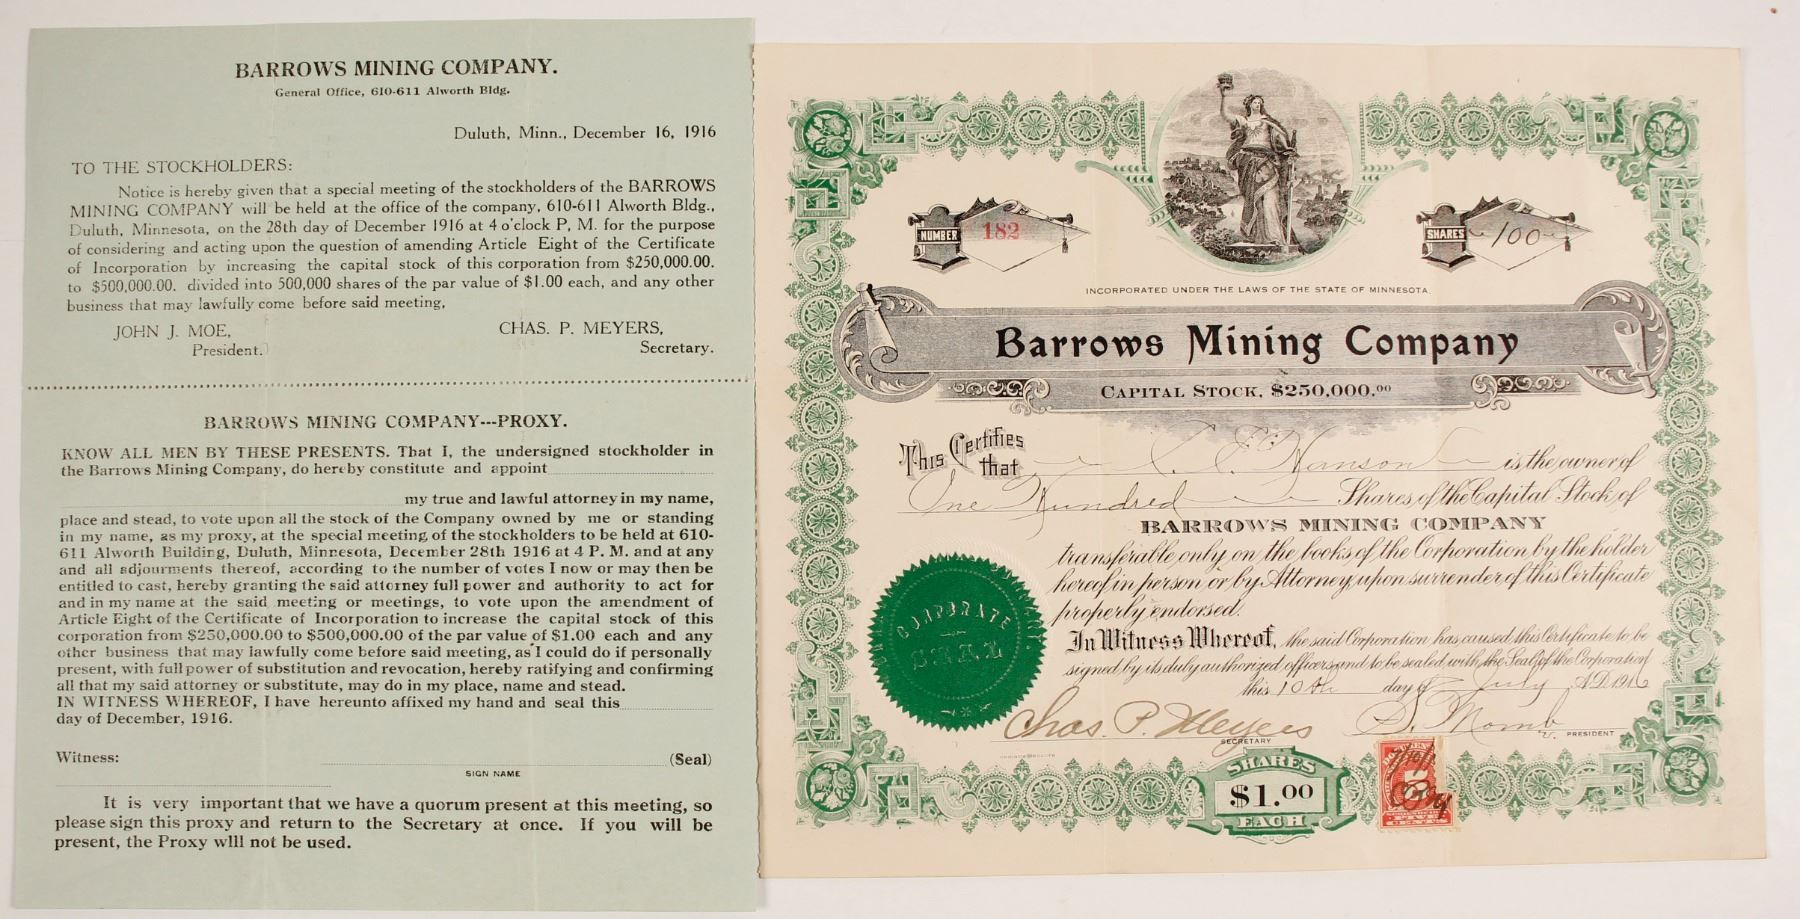 BARROWS MINING COMPANY.
General Office, 610-611 Alworth Bldg.
Duluth, Minn., December 16, 1916
TO THE STOCKHOLDERS:
Notice is hereby given that a special meeting of the stockholders of the BARROWS
MINING COMPANY will be held at the office of the company, 610-611 Alworth Bldg.,
Duluth, Minnesota, on the 28th day of December 1916 at 4 o'clock P, M. for the purpose
of considering and acting upon the question of amending Article Eight of the Certificate
of Incorporation by increasing the capital stock of this corporation from $250,000.00.
to $500,000.00. divided into 500,000 shares of the par value of $1.00 each, and any other
business that may lawfully come before said meeting,
JOHN J. MOE,
President.
CHAS. P. MEYERS,
Secretary.
BARROWS MINING COMPANY---PROXY.
KNOW ALL MEN BY THESE PRESENTS. That I, the undersigned stockholder in
the Barrows Mining Company, do hereby constitute and appoint
my true and lawful attorney in my name,
place and stead, to vote upon all the stock of the Company owned by me or standing
in my name, as my proxy, at the special meeting of the stockholders to be held at 610-
611 Alworth Building, Duluth, Minnesota, December 28th 1916 at 4 P. M. and at any
and all adjourments thereof, according to the number of votes I now or may then be
entitled to cast, hereby granting the said attorney full power and authority to act for
and in my name at the said meeting or meetings, to vote upon the amendment of
Article Eight of the Certificate of Incorporation to increase the capital stock of this
corporation from $250,000.00 to $500,000.00 of the par value of $1.00 each and any
other business that may lawfully come before said meeting, as I could do if personally
present, with full power of substitution and revocation, hereby ratifying and confirming
all that my said attorney or substitute, may do in my place, name and stead.
IN WITNESS WHEREOF, I have hereunto affixed my hand and seal this
day of December, 1916.
Witness:
(Seal)
SIGN NAME
It is very important that we have a quorum present at this meeting, so
please sign this proxy and return to the Secretary at once. If you will be
present, the Proxy will not be used.
NUMBER 182
SHARES 100
INCORPORATED UNDER THE LAWS OF THE STATE OF MINNESOTA.
Barrows Mining Company
CAPITAL STOCK, $250,000.00
This Certifies that Hanson is the owner of
One Hundred Shares of the Capital Stock of
BARROWS MINING COMPANY
transferable only on the books of the Corporation by the holder
hereof in person or by Attorney, upon surrender of this Certificate
properly endorsed.
In Witness Whereof, the said Corporation has caused this Certificate to be
signed by its duly authorized officers and to be sealed with the Seal of the Corporation
this 10th day of July A.D. 1916
CORPORATE
SEAL
Chas. P. Meyers
SECRETARY
PRESIDENT
SHARES
$1.00
EACH